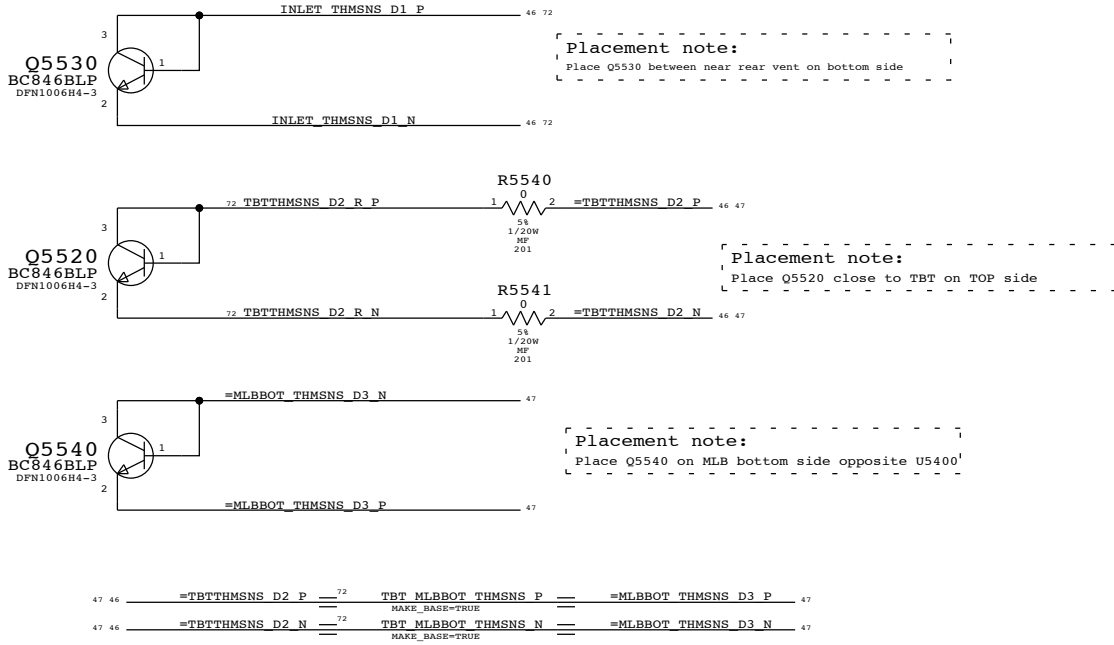 INLET_THMSNS_D1_P 46 72
3
Q5530 1
BC846BLP
DFN1006H4-3
2
INLET_THMSNS_D1_N 46 72
Placement note:
Place Q5530 between near rear vent on bottom side
R5540
0
72 TBTTHMSNS_D2_R_P 1 2 =TBTTHMSNS_D2_P 46 47
5%
1/20W
MF
201
3
Q5520 1
BC846BLP
DFN1006H4-3
2
Placement note:
Place Q5520 close to TBT on TOP side
R5541
0
72 TBTTHMSNS_D2_R_N 1 2 =TBTTHMSNS_D2_N 46 47
5%
1/20W
MF
201
=MLBBOT_THMSNS_D3_N 47
3
Q5540 1
BC846BLP
DFN1006H4-3
2
=MLBBOT_THMSNS_D3_P 47
Placement note:
Place Q5540 on MLB bottom side opposite U5400
47 46 =TBTTHMSNS_D2_P 72 TBT_MLBBOT_THMSNS_P =MLBBOT_THMSNS_D3_P 47
MAKE_BASE=TRUE
47 46 =TBTTHMSNS_D2_N 72 TBT_MLBBOT_THMSNS_N =MLBBOT_THMSNS_D3_N 47
MAKE_BASE=TRUE